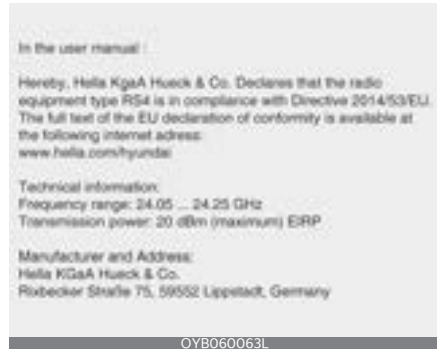 In the user manual :
Hereby, Hella KgaA Hueck & Co. Declares that the radio
equipment type RS4 is in compliance with Directive 2014/53/EU.
The full text of the EU declaration of conformity is available at
the following internet adress:
www.hella.com/hyundai
Technical information:
Frequency range: 24.05 ... 24.25 GHz
Transmission power: 20 dBm (maximum) EIRP
Manufacturer and Address:
Hella KGaA Hueck & Co.
Rixbecker Straße 75, 59552 Lippstadt, Germany
OYB060063L